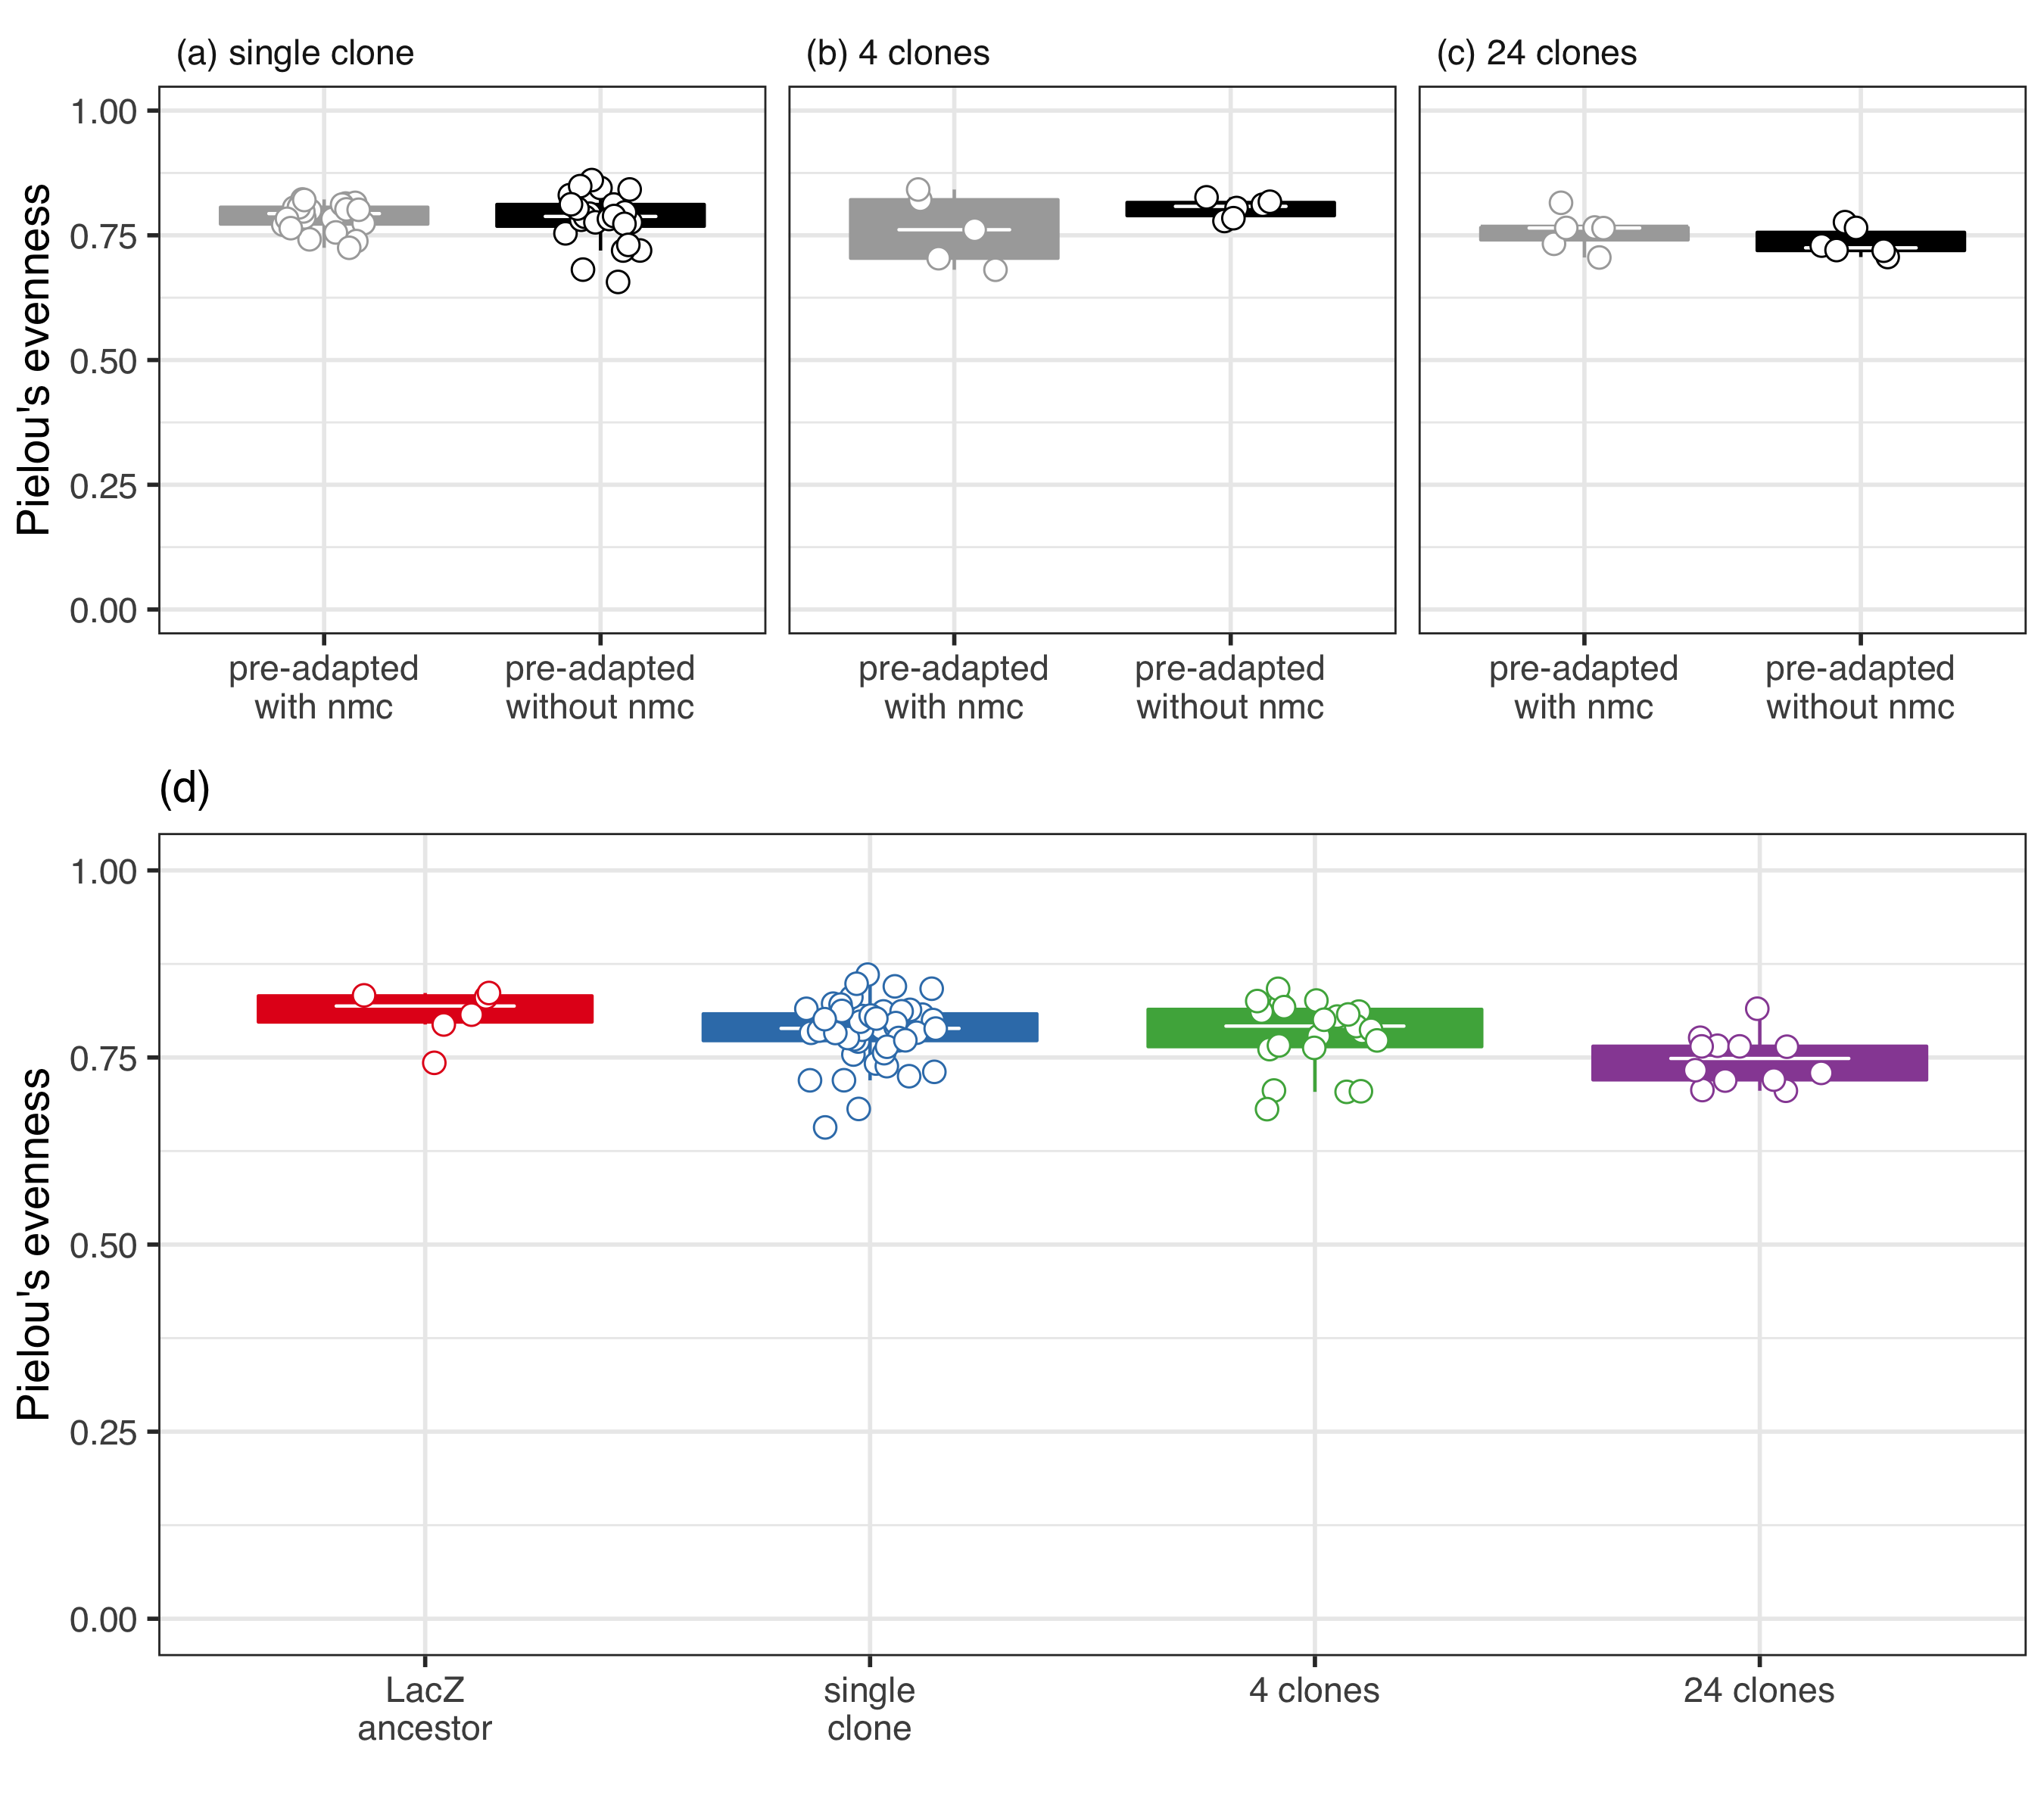 (a) single clone
(b) 4 clones
(c) 24 clones
Pielou's evenness
1.00
0.75
0.50
0.25
0.00
pre-adapted
with nmc
pre-adapted
without nmc
pre-adapted
with nmc
pre-adapted
without nmc
pre-adapted
with nmc
pre-adapted
without nmc
(d)
Pielou's evenness
1.00
0.75
0.50
0.25
0.00
LacZ
ancestor
single
clone
4 clones
24 clones